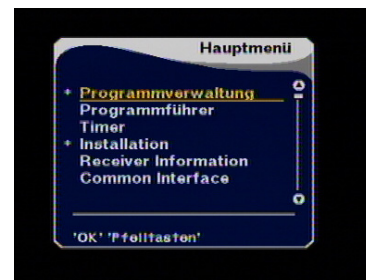 Hauptmenü
* Programmverwaltung
Programmführer
Timer
* Installation
Receiver Information
Common Interface
'OK' 'Pfeiltasten'